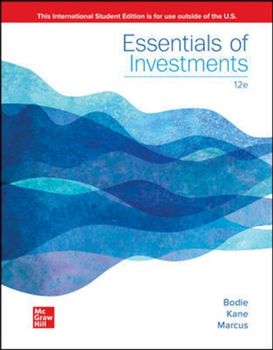 This International Student Edition is for use outside of the U.S.
Essentials of
Investments
12e
Mc
Graw
Hill
Bodie
Kane
Marcus